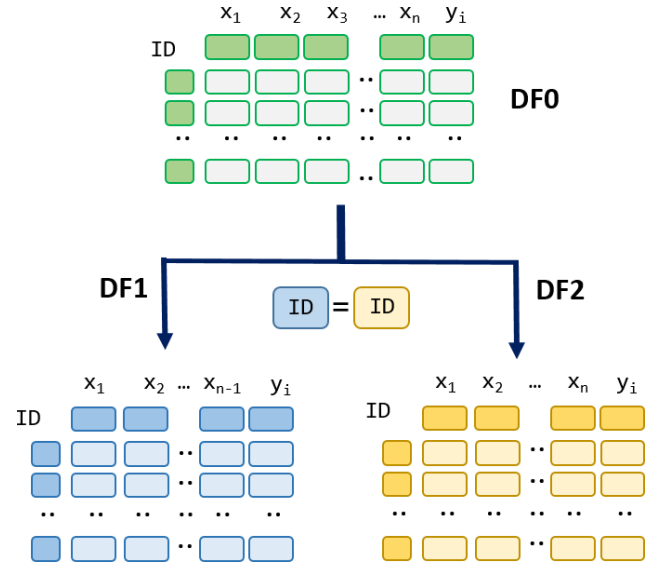 x₁ x₂ x₃ … xₙ yᵢ
ID
DF0
DF1
DF2
ID = ID
x₁ x₂ … xₙ₋₁ yᵢ
ID
x₁ x₂ … xₙ yᵢ
ID